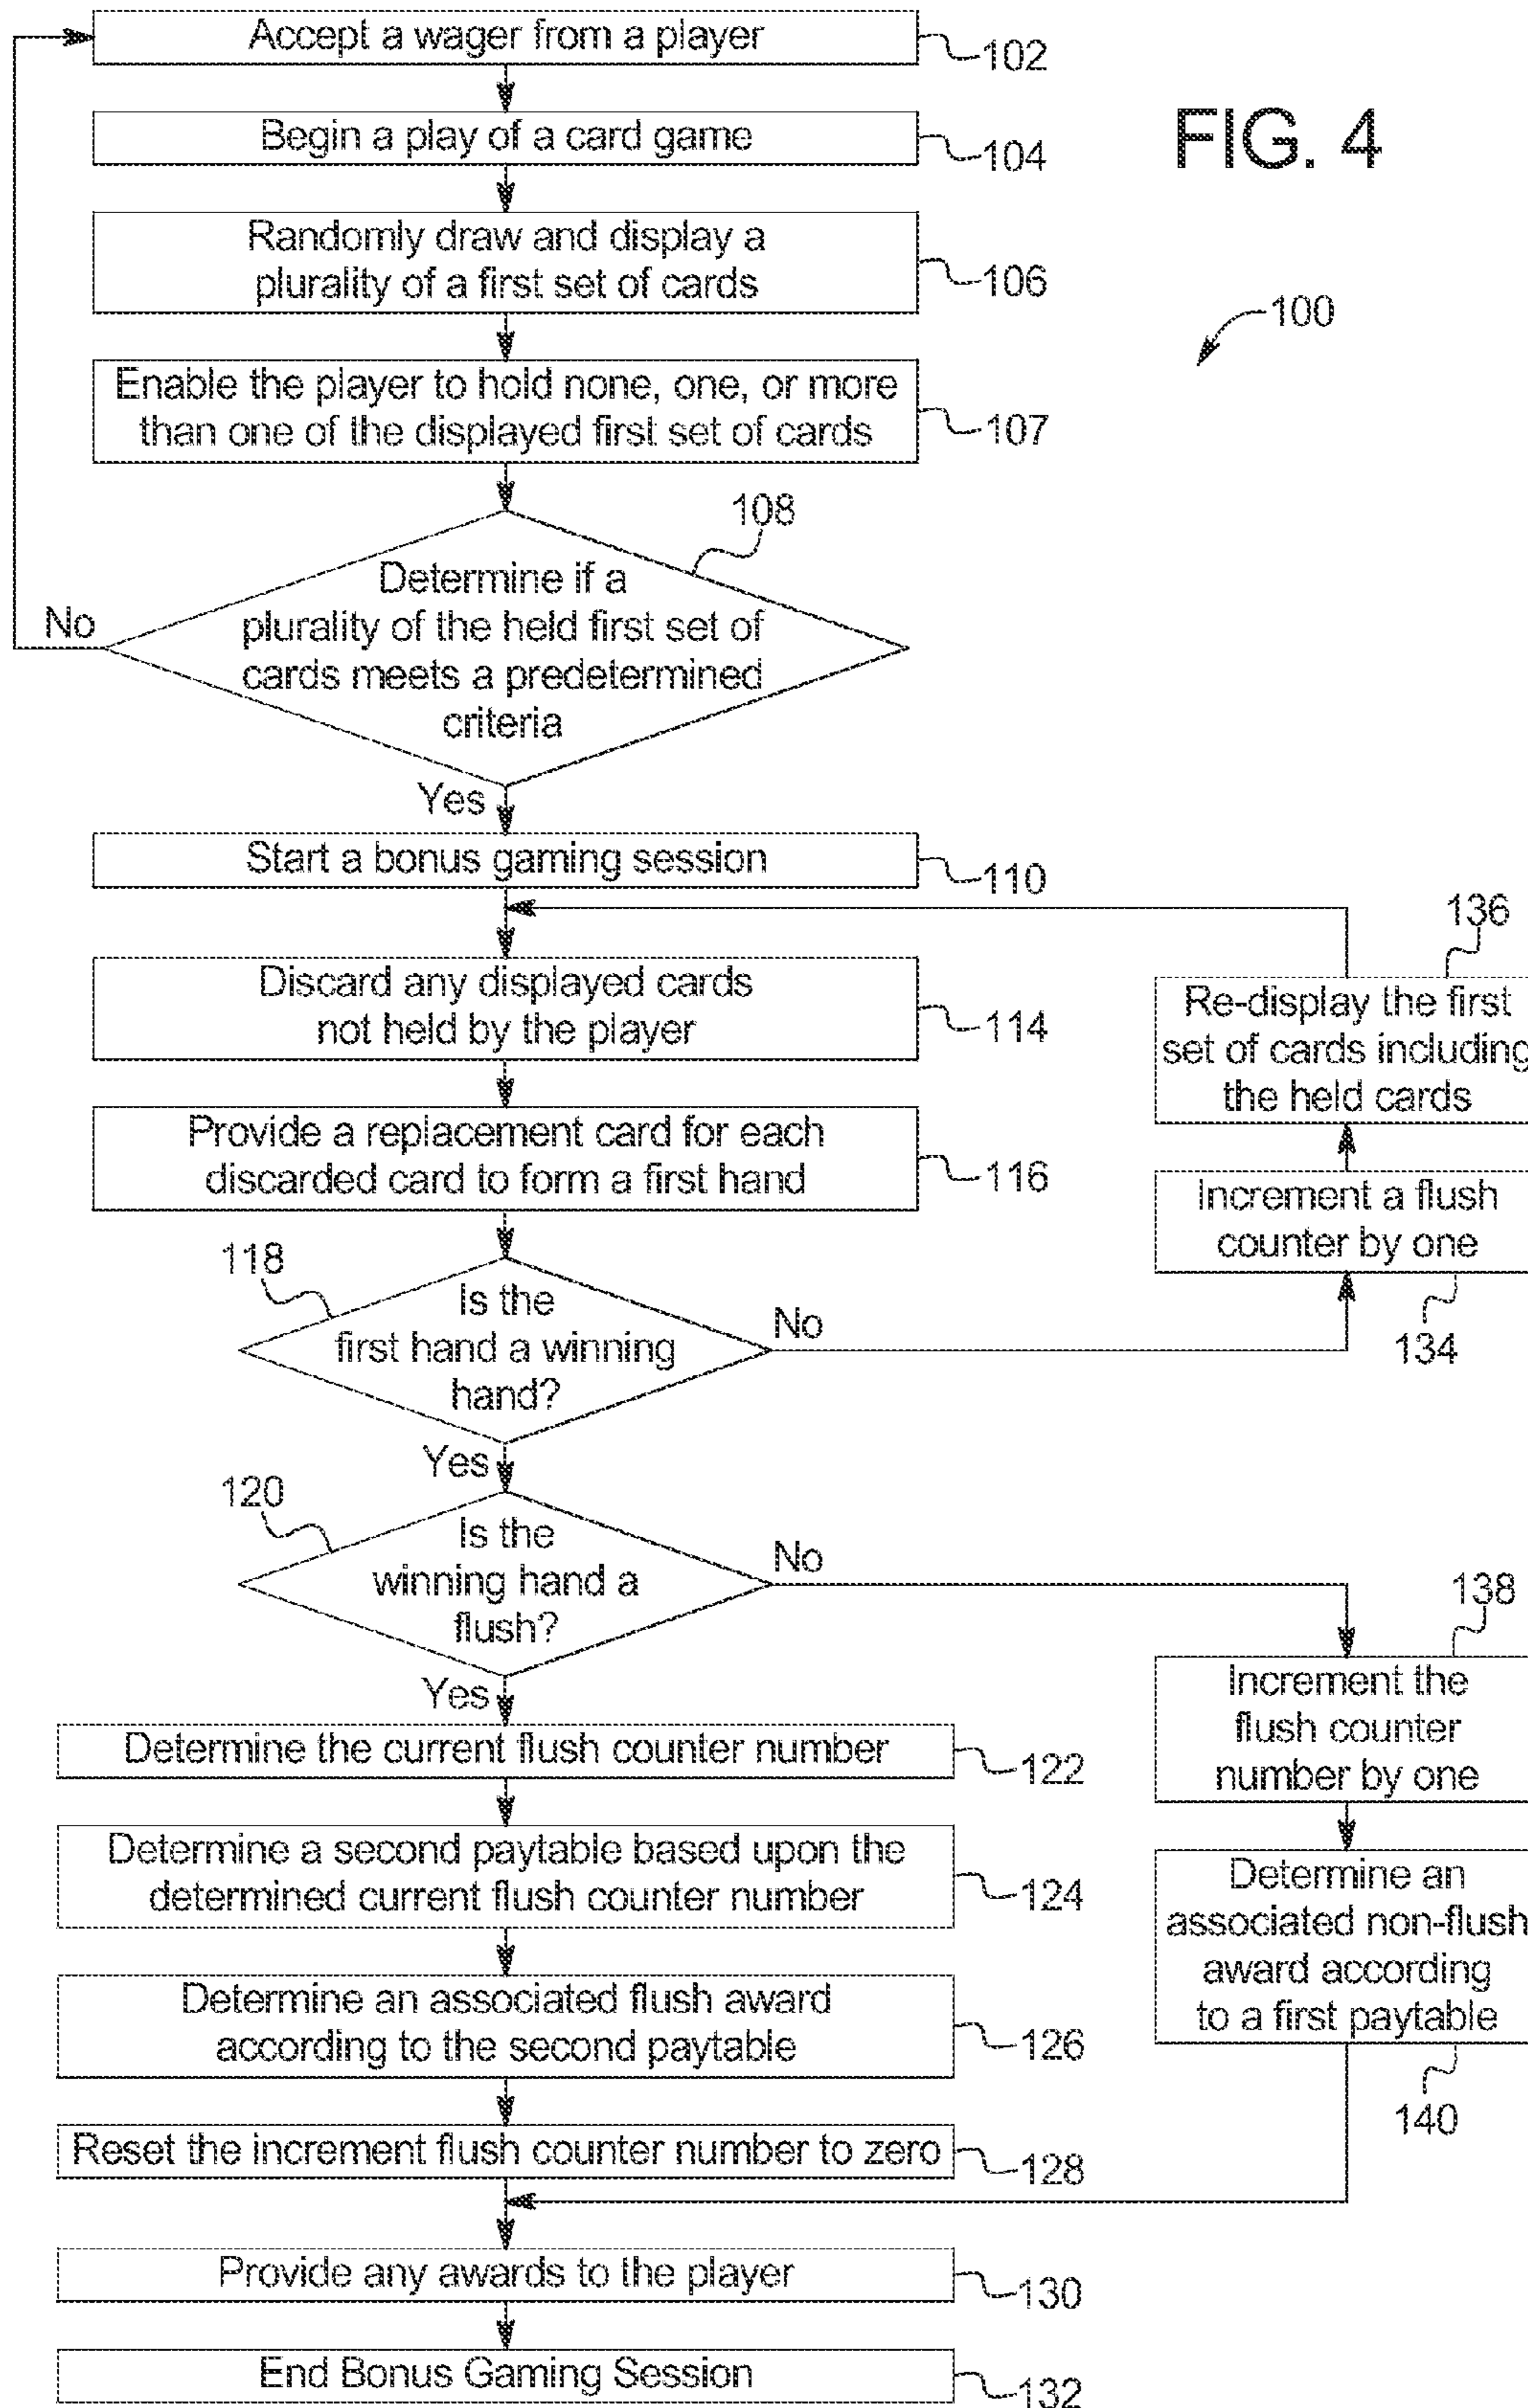 Accept a wager from a player
102
Begin a play of a card game
104
FIG. 4
Randomly draw and display a
plurality of a first set of cards
106
100
Enable the player to hold none, one, or more
than one of the displayed first set of cards
107
108
Determine if a
plurality of the held first set of
cards meets a predetermined
criteria
No
Yes
Start a bonus gaming session
110
Discard any displayed cards
not held by the player
114
136
Re-display the first
set of cards including
the held cards
Provide a replacement card for each
discarded card to form a first hand
116
Increment a flush
counter by one
134
118
Is the
first hand a winning
hand?
No
Yes
120
Is the
winning hand a
flush?
No
Yes
138
Increment the
flush counter
number by one
Determine the current flush counter number
122
Determine a second paytable based upon the
determined current flush counter number
124
Determine an
associated non-flush
award according
to a first paytable
140
Determine an associated flush award
according to the second paytable
126
Reset the increment flush counter number to zero
128
Provide any awards to the player
130
End Bonus Gaming Session
132